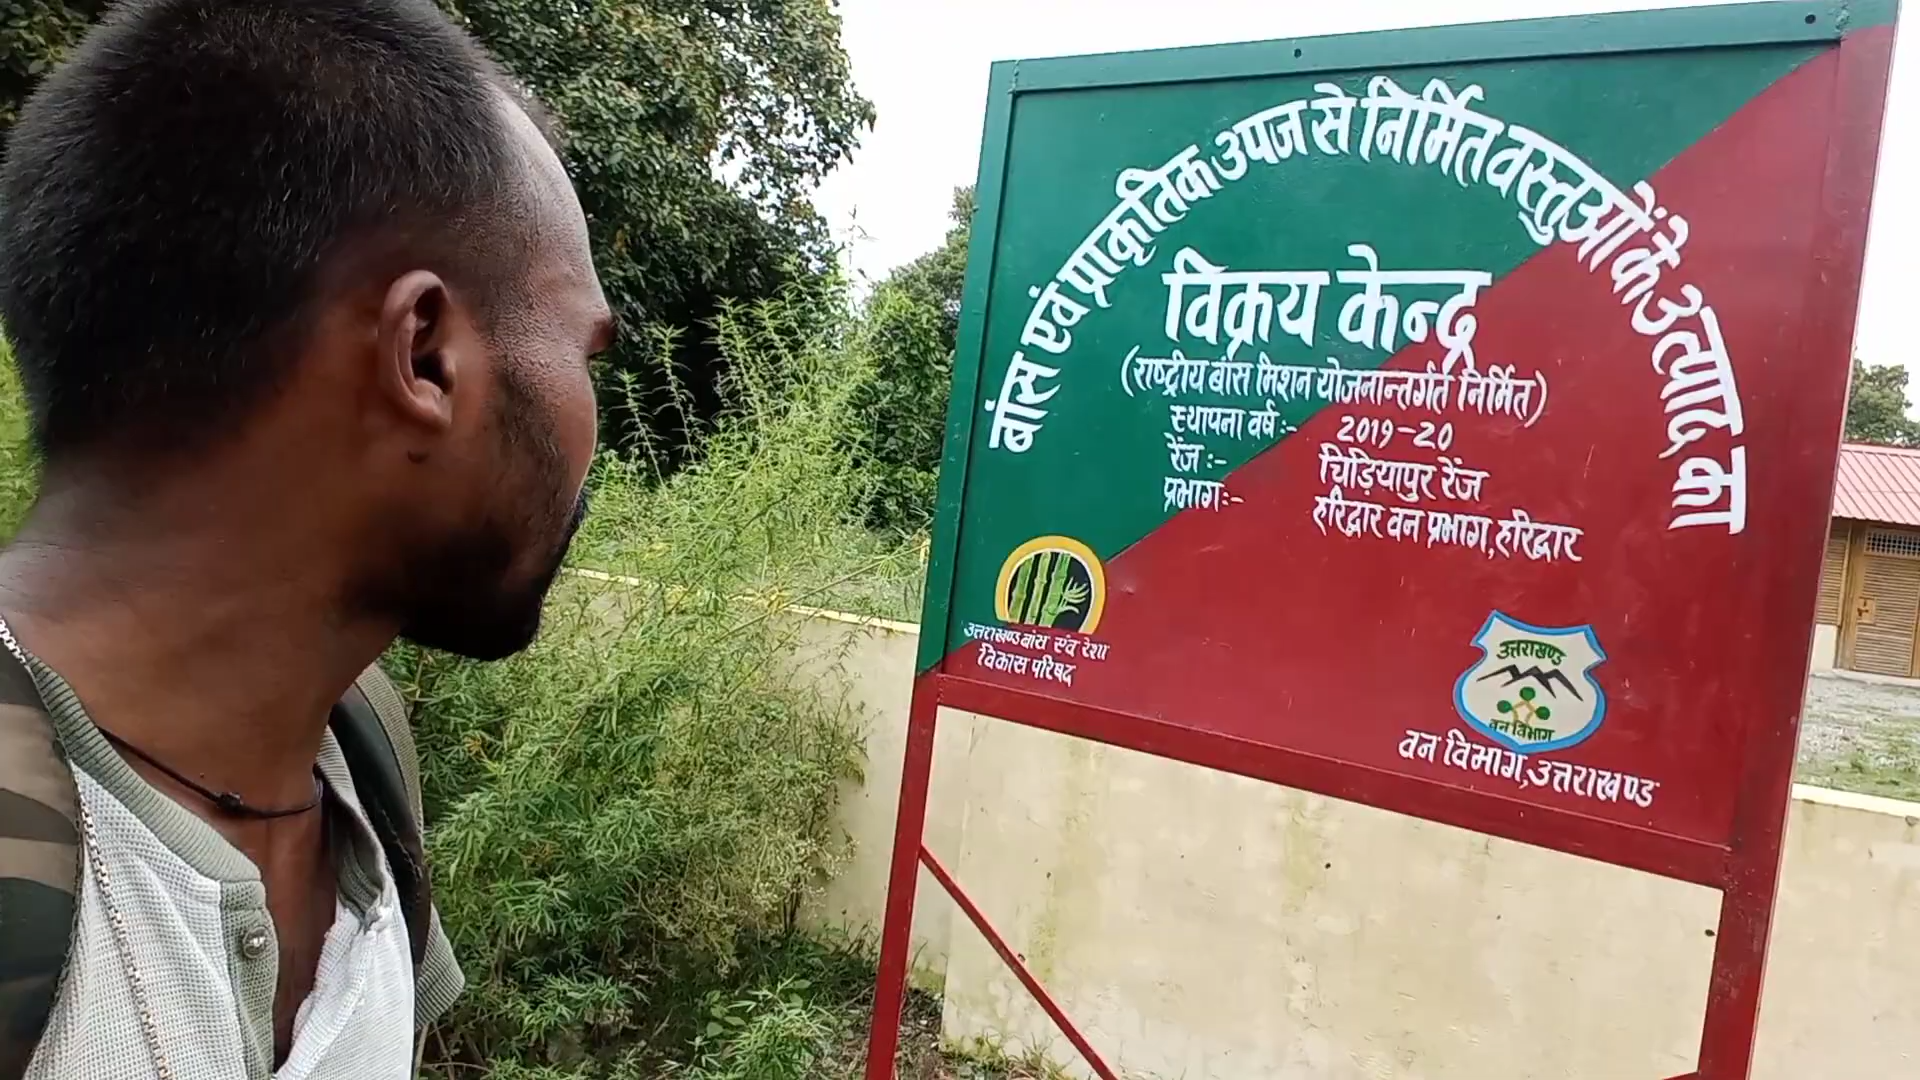 बांस एवं प्राकृतिक उपज से निर्मित वस्तुओं के उत्पाद का
विक्रय केन्द्र
(राष्ट्रीय बांस मिशन योजनान्तर्गत निर्मित)
स्थापना वर्ष :- 2019-20
रेंज :- चिड़ियापुर रेंज
प्रभाग:- हरिद्वार वन प्रभाग, हरिद्वार
उत्तराखण्ड बांस एंव रेशा
विकास परिषद
उत्तराखण्ड
वन विभाग
वन विभाग, उत्तराखण्ड